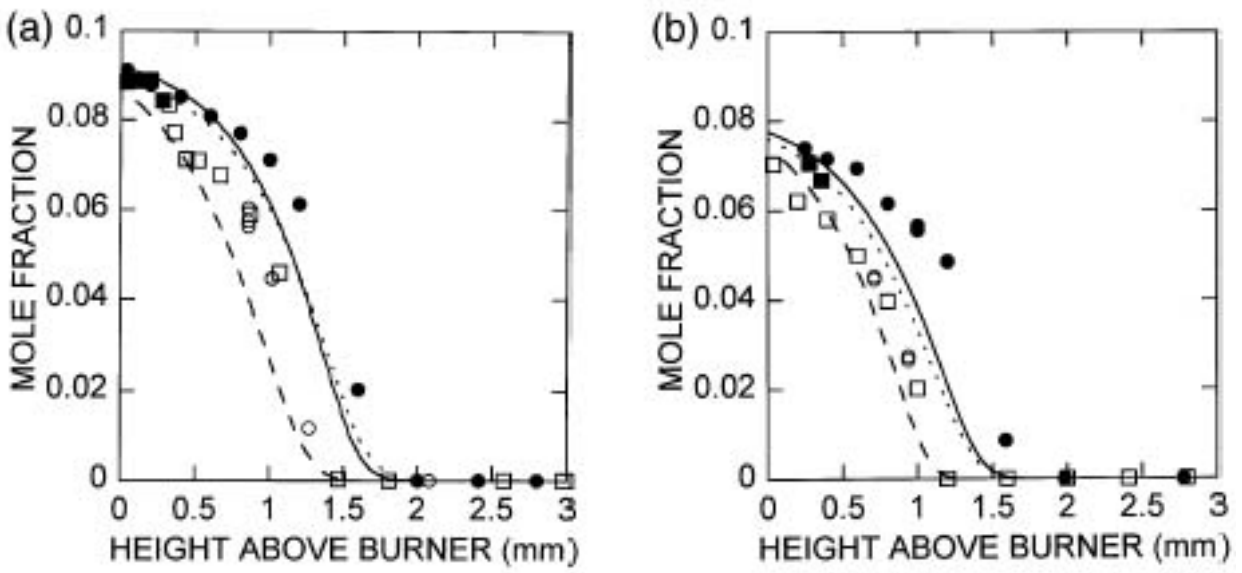 (a) 0.1
0.08
0.06
0.04
0.02
0
MOLE FRACTION
0 0.5 1 1.5 2 2.5 3
HEIGHT ABOVE BURNER (mm)
(b) 0.1
0.08
0.06
0.04
0.02
0
MOLE FRACTION
0 0.5 1 1.5 2 2.5 3
HEIGHT ABOVE BURNER (mm)